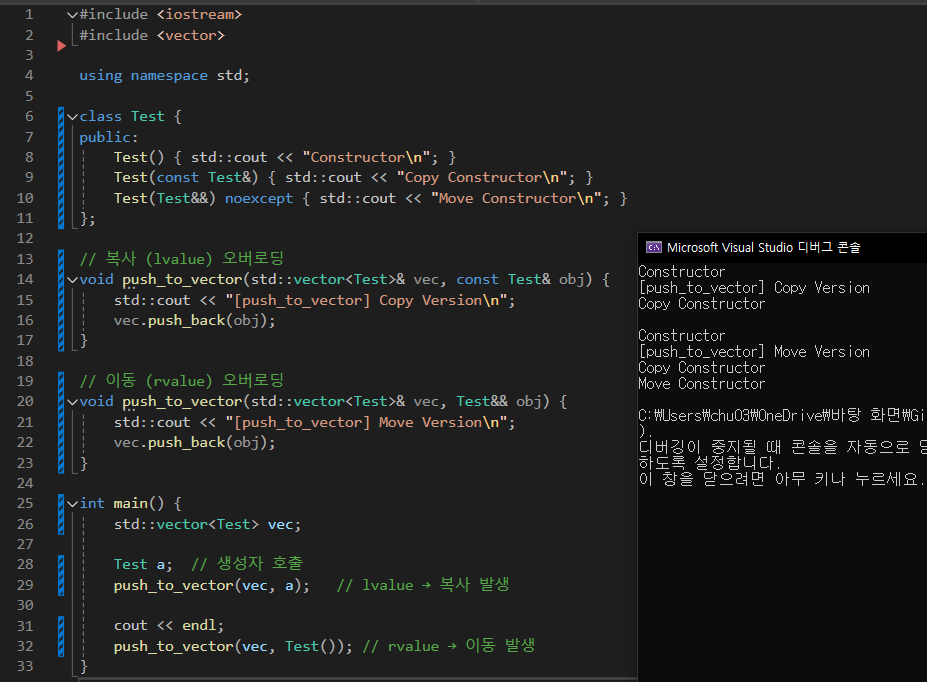 1 #include <iostream>
2 #include <vector>
3
4 using namespace std;
5
6 class Test {
7 public:
8 Test() { std::cout << "Constructor\n"; }
9 Test(const Test&) { std::cout << "Copy Constructor\n"; }
10 Test(Test&&) noexcept { std::cout << "Move Constructor\n"; }
11 };
12
13 // 복사 (lvalue) 오버로딩
14 void push_to_vector(std::vector<Test>& vec, const Test& obj) {
15 std::cout << "[push_to_vector] Copy Version\n";
16 vec.push_back(obj);
17 }
18
19 // 이동 (rvalue) 오버로딩
20 void push_to_vector(std::vector<Test>& vec, Test&& obj) {
21 std::cout << "[push_to_vector] Move Version\n";
22 vec.push_back(obj);
23 }
24
25 int main() {
26 std::vector<Test> vec;
27
28 Test a; // 생성자 호출
29 push_to_vector(vec, a); // lvalue → 복사 발생
30
31 cout << endl;
32 push_to_vector(vec, Test()); // rvalue → 이동 발생
33 }
Microsoft Visual Studio 디버그 콘솔
Constructor
[push_to_vector] Copy Version
Copy Constructor
Constructor
[push_to_vector] Move Version
Copy Constructor
Move Constructor
C:₩Users₩chu03₩OneDrive₩바탕 화면₩Gi
).
디버깅이 중지될 때 콘솔을 자동으로
하도록 설정합니다.
이 창을 닫으려면 아무 키나 누르세요.